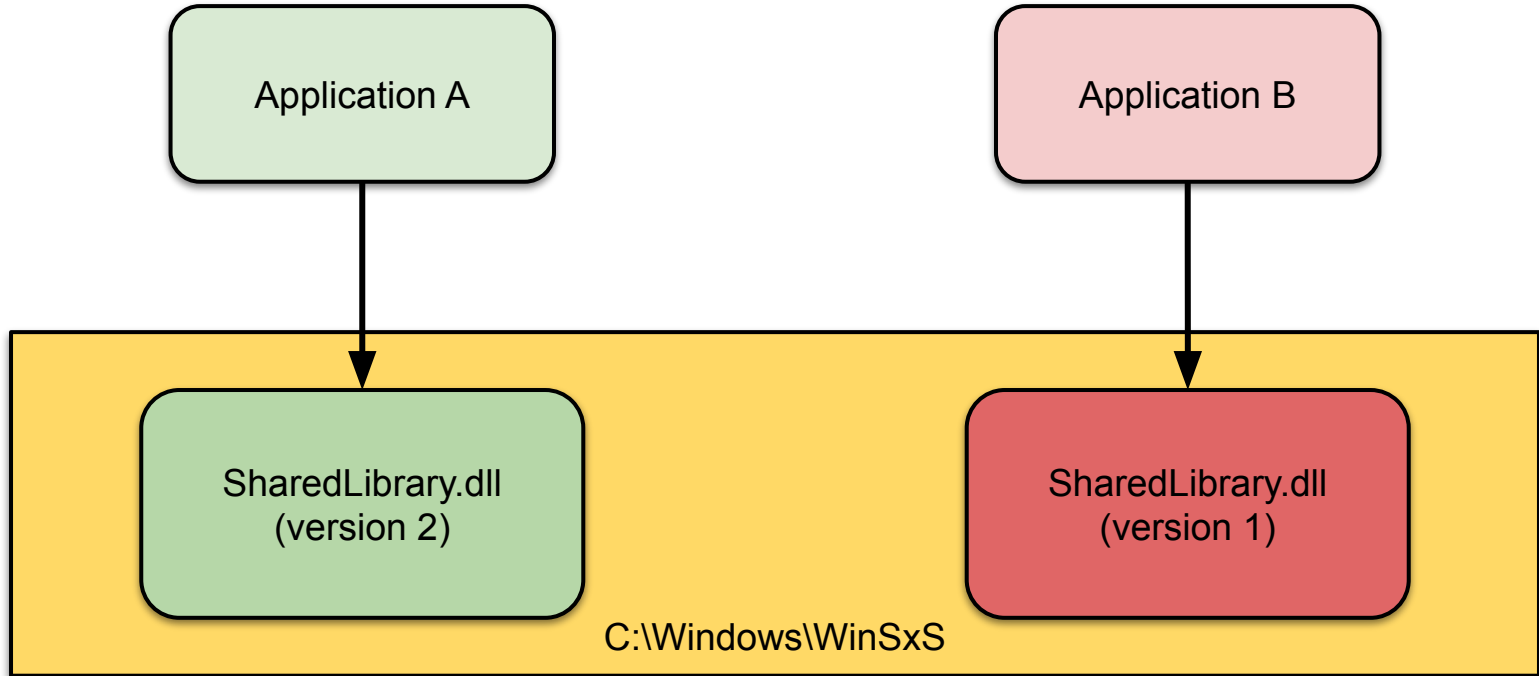 Application A
Application B
SharedLibrary.dll
(version 2)
SharedLibrary.dll
(version 1)
C:\Windows\WinSxS